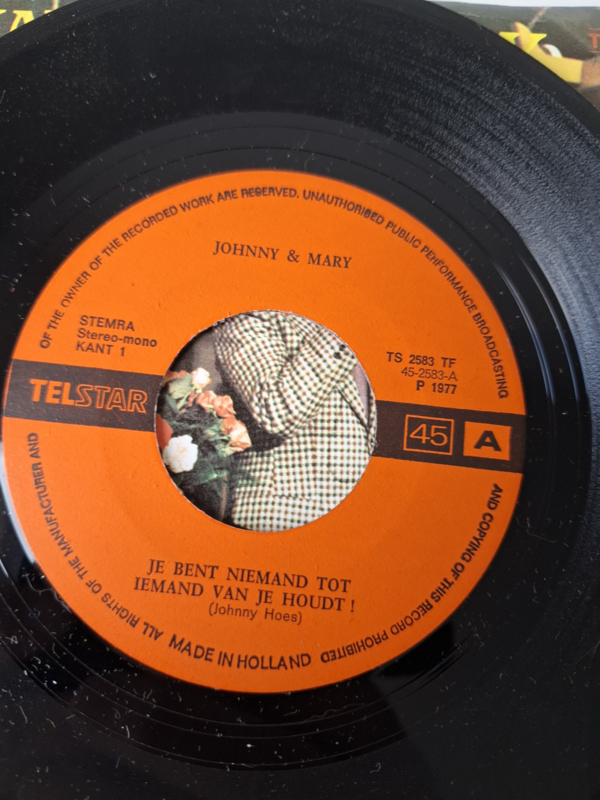 OF THE OWNER OF THE RECORDED WORK ARE RESERVED. UNAUTHORISED PUBLIC PERFORMANCE BROADCASTING
JOHNNY & MARY
STEMRA
Stereo-mono
KANT 1
TS 2583 TF
45-2583-A
P 1977
TELSTAR
45
A
JE BENT NIEMAND TOT
IEMAND VAN JE HOUDT !
(Johnny Hoes)
AND COPYING OF THIS RECORD PROHIBITED
MADE IN HOLLAND
ALL RIGHTS OF THE MANUFACTURER AND